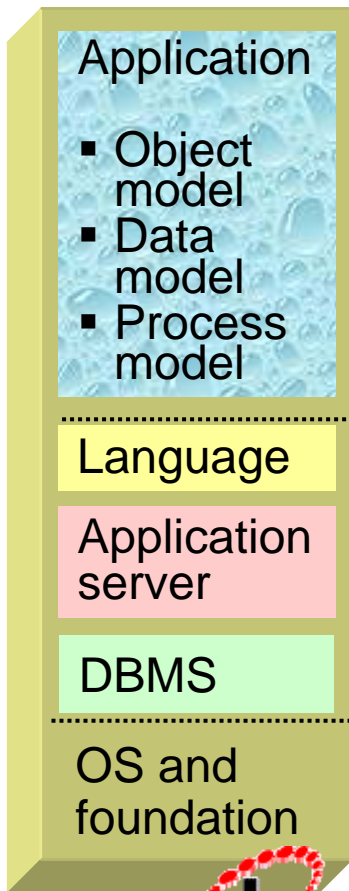 Application
▪ Object
model
▪ Data
model
▪ Process
model
Language
Application
server
DBMS
OS and
foundation